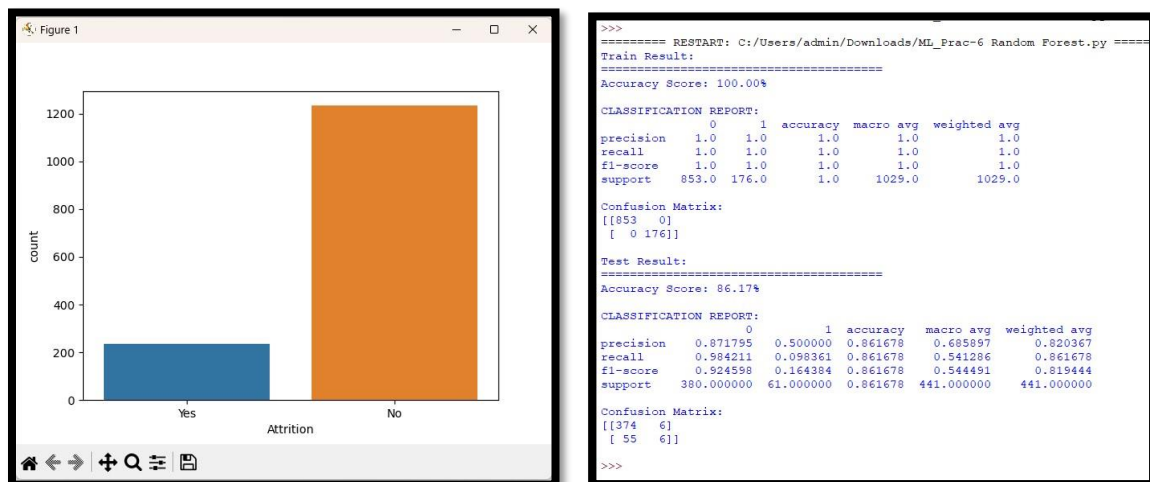 Figure 1
1200
1000
800
600
400
200
0
count
Yes No
Attrition
>>>
========= RESTART: C:/Users/admin/Downloads/ML_Prac-6 Random Forest.py =====
Train Result:
=======================================
Accuracy Score: 100.00%
CLASSIFICATION REPORT:
0 1 accuracy macro avg weighted avg
precision 1.0 1.0 1.0 1.0 1.0
recall 1.0 1.0 1.0 1.0 1.0
f1-score 1.0 1.0 1.0 1.0 1.0
support 853.0 176.0 1.0 1029.0 1029.0
Confusion Matrix:
[[853 0]
[ 0 176]]
Test Result:
=======================================
Accuracy Score: 86.17%
CLASSIFICATION REPORT:
0 1 accuracy macro avg weighted avg
precision 0.871795 0.500000 0.861678 0.685897 0.820367
recall 0.984211 0.098361 0.861678 0.541286 0.861678
f1-score 0.924598 0.164384 0.861678 0.544491 0.819444
support 380.000000 61.000000 0.861678 441.000000 441.000000
Confusion Matrix:
[[374 6]
[ 55 6]]
>>>